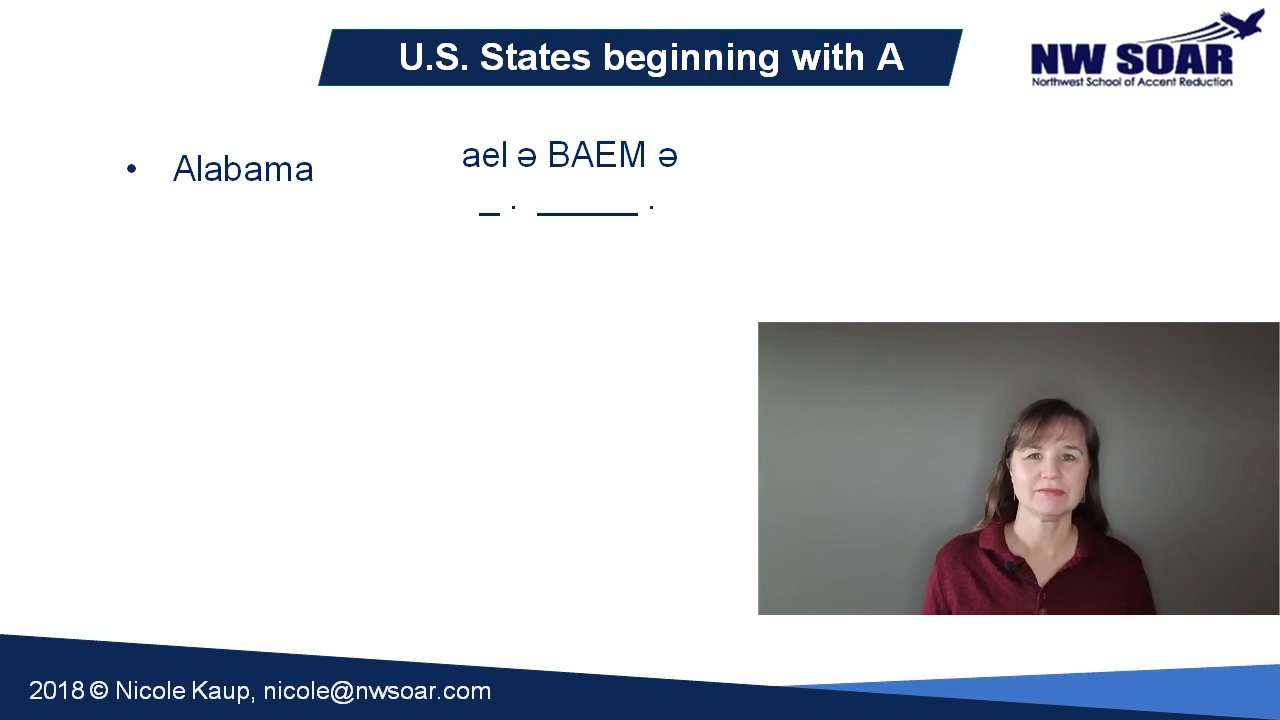 U.S. States beginning with A
NW SOAR
Northwest School of Accent Reduction
• Alabama
ael ə BAEM ə
_ . _____ .
2018 © Nicole Kaup, nicole@nwsoar.com